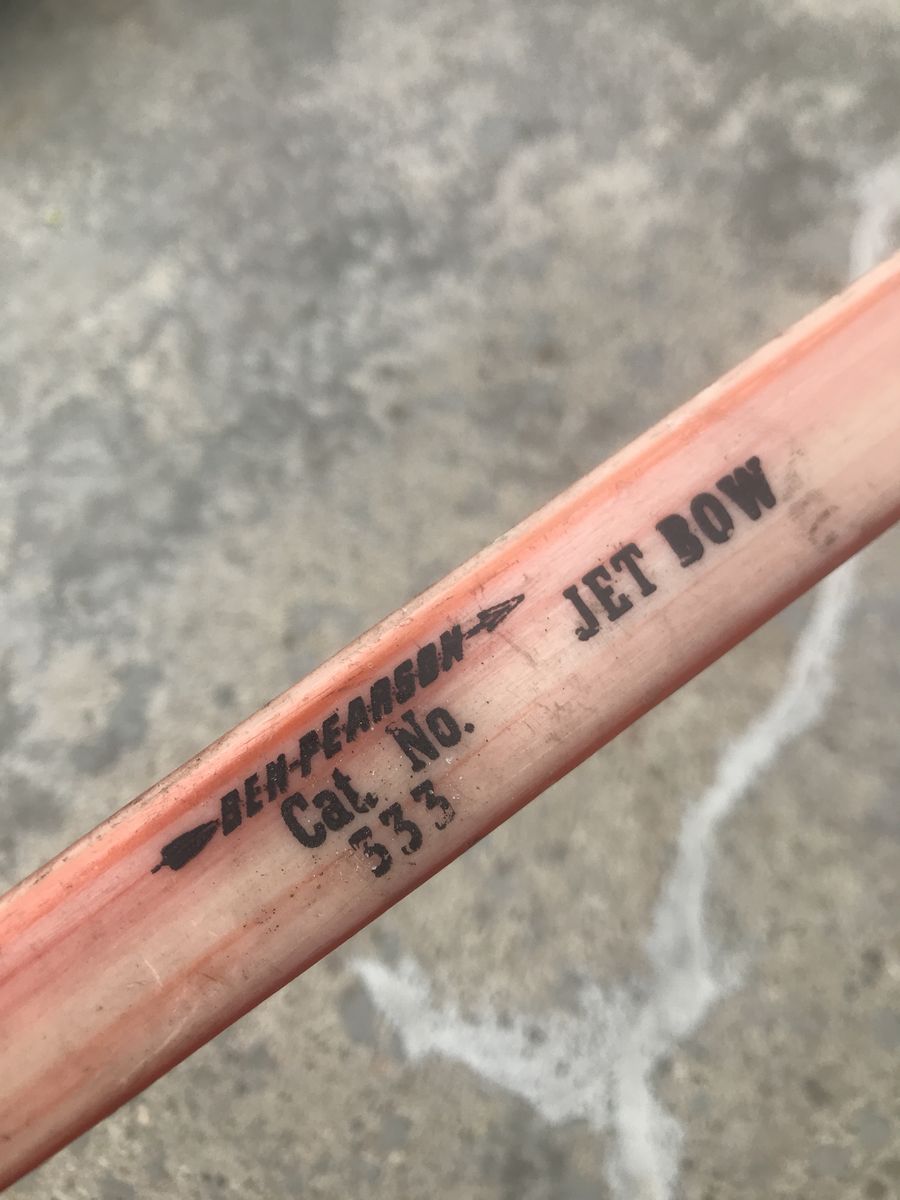 BEN-PEARSON
JET BOW
Cat. No.
333